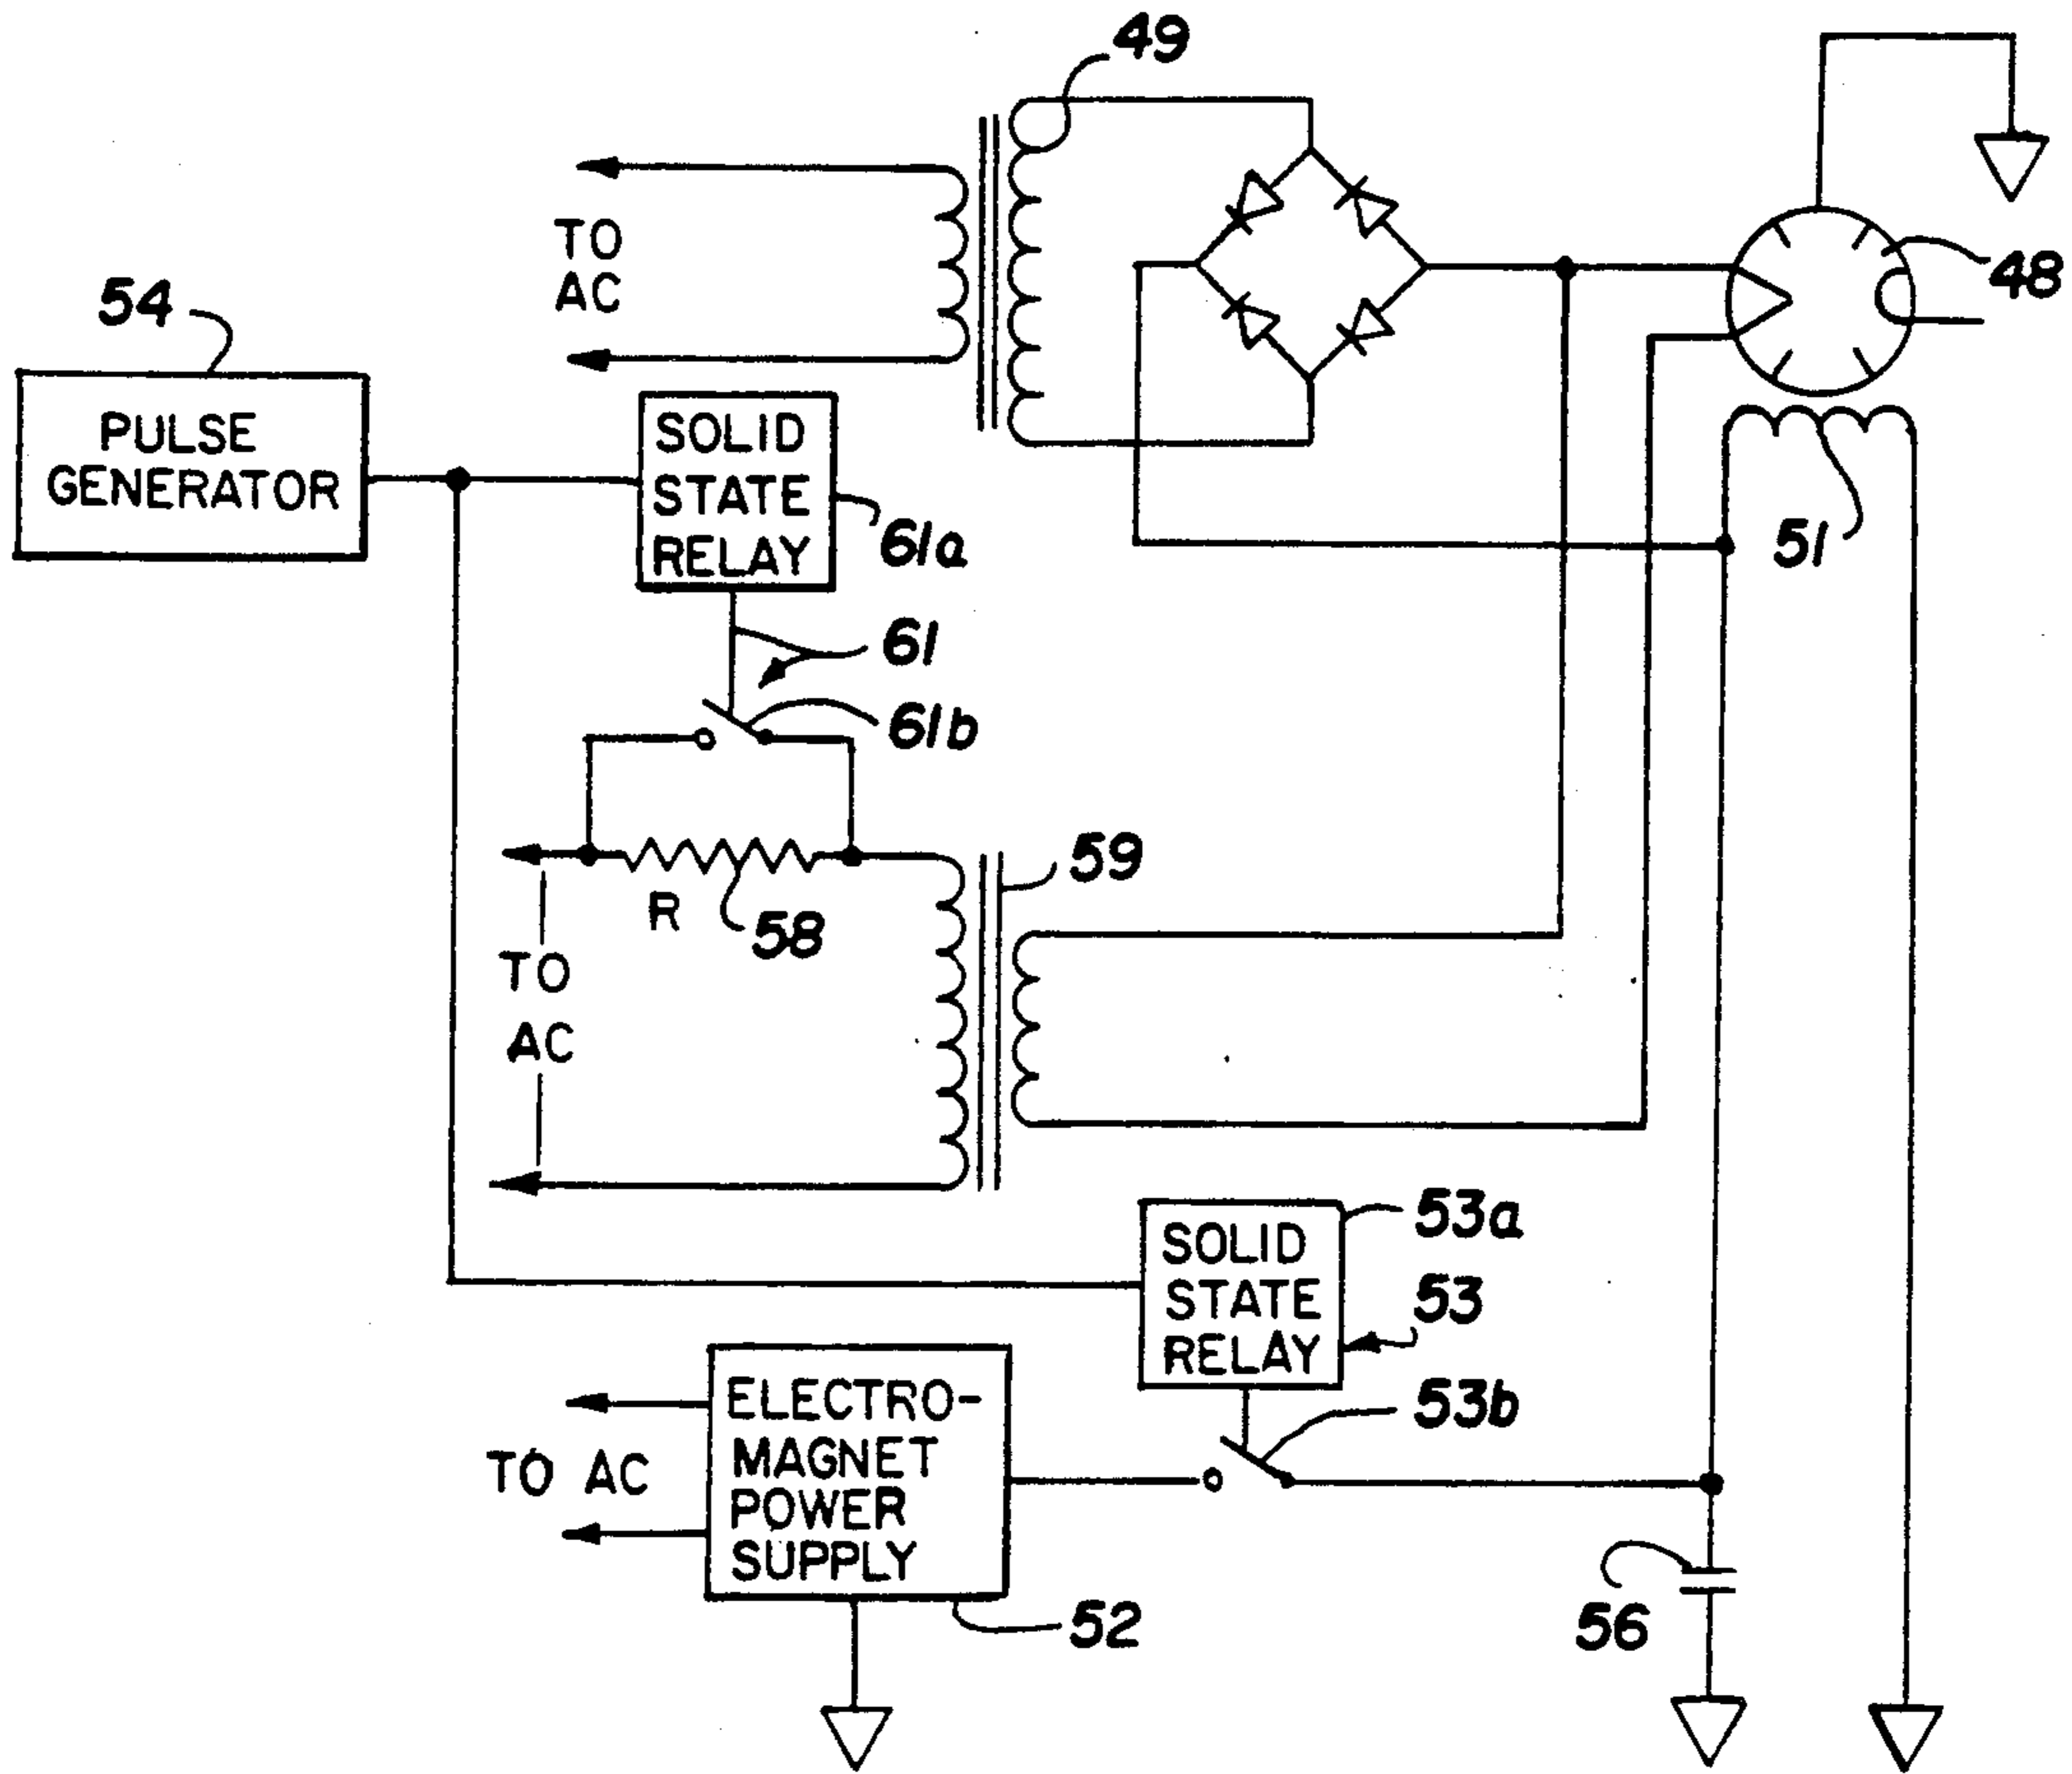 49
TO
AC
48
54
PULSE
GENERATOR
SOLID
STATE
RELAY
61a
51
61
61b
59
R
58
TO
AC
SOLID
STATE
RELAY
53a
53
53b
ELECTRO-
MAGNET
POWER
SUPPLY
TO AC
52
56